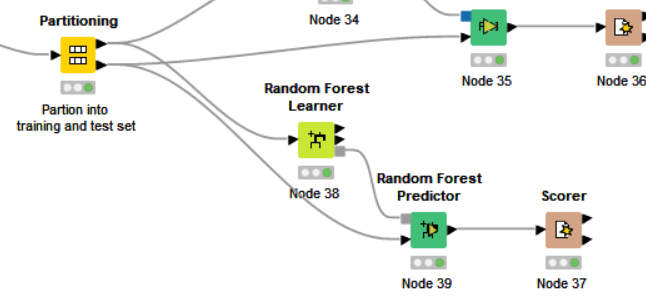 Partitioning
Partion into
training and test set
Node 34
Node 35
Node 36
Random Forest
Learner
Node 38
Random Forest
Predictor
Node 39
Scorer
Node 37